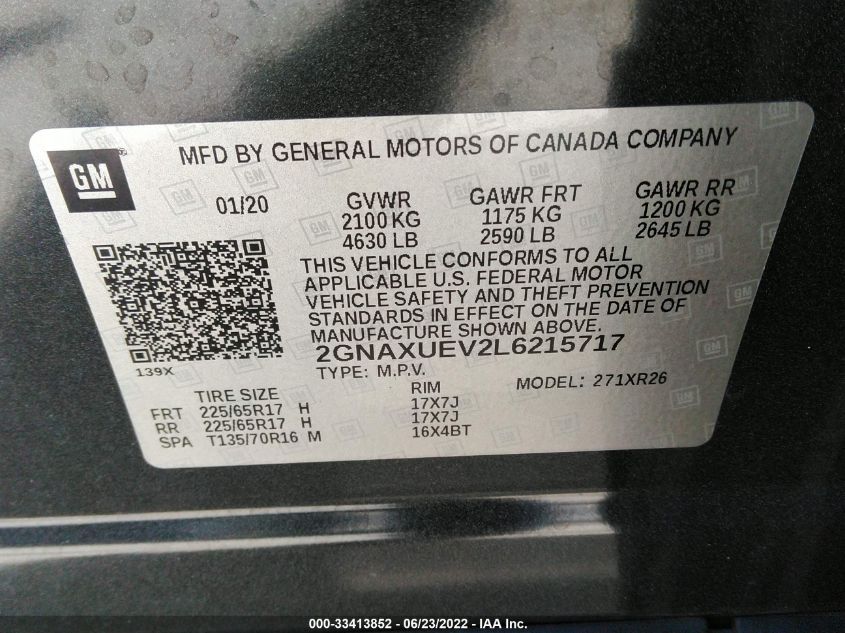 GM
MFD BY GENERAL MOTORS OF CANADA COMPANY
01/20 GVWR GAWR FRT GAWR RR
2100 KG 1175 KG 1200 KG
4630 LB 2590 LB 2645 LB
THIS VEHICLE CONFORMS TO ALL
APPLICABLE U.S. FEDERAL MOTOR
VEHICLE SAFETY AND THEFT PREVENTION
STANDARDS IN EFFECT ON THE DATE OF
MANUFACTURE SHOWN ABOVE.
2GNAXUEV2L6215717
139X
TYPE: M.P.V. MODEL: 271XR26
TIRE SIZE RIM
FRT 225/65R17 H 17X7J
RR 225/65R17 H 17X7J
SPA T135/70R16 M 16X4BT
000-33413852 - 06/23/2022 - IAA Inc.